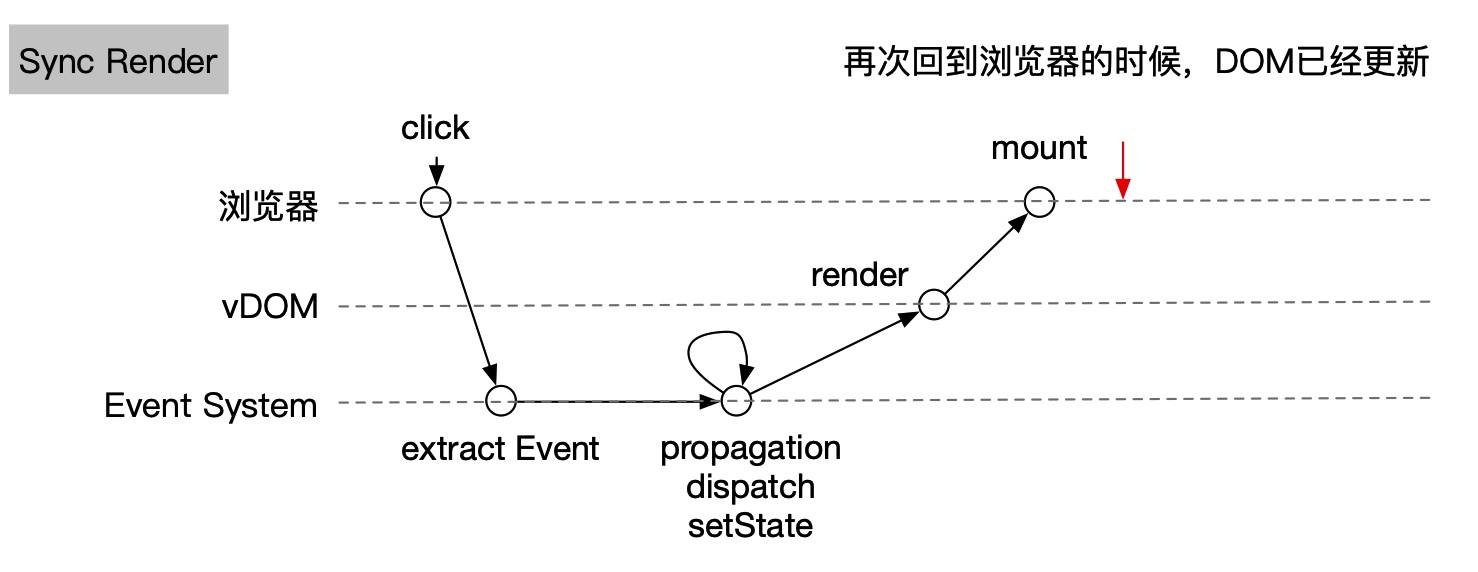 Sync Render
再次回到浏览器的时候，DOM已经更新
click
mount
浏览器
render
vDOM
Event System
extract Event
propagation
dispatch
setState